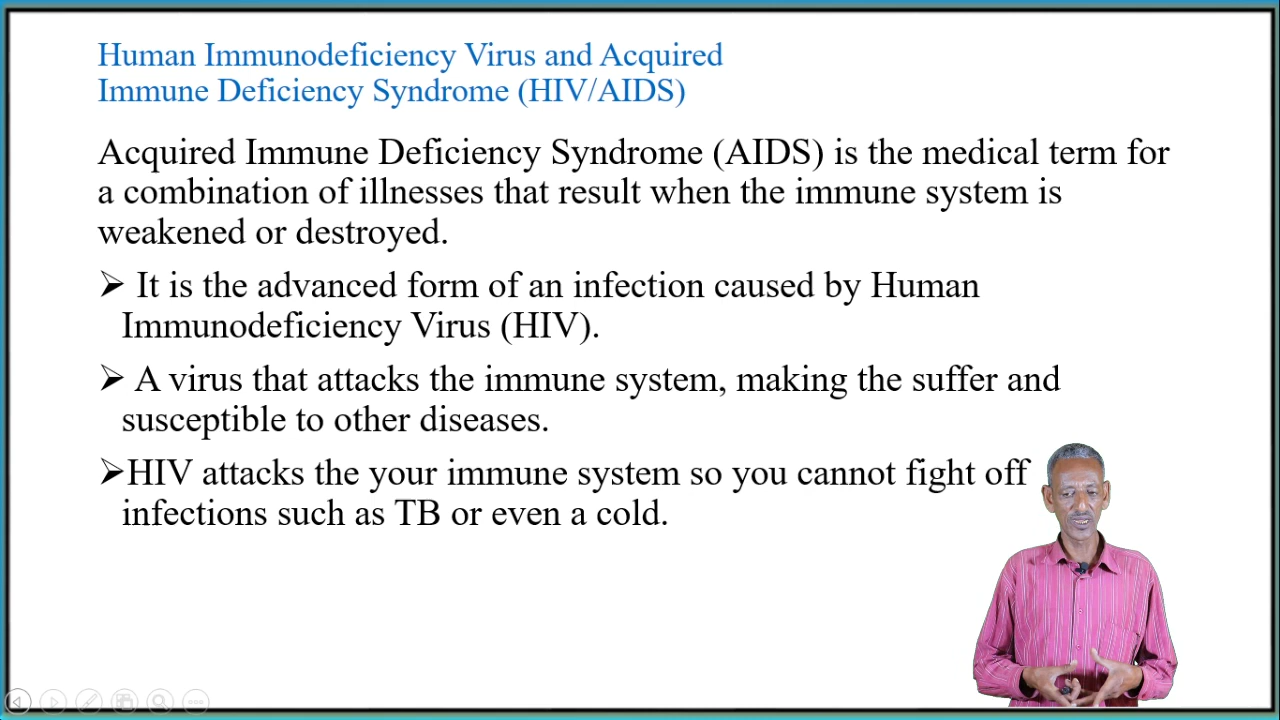 Human Immunodeficiency Virus and Acquired
Immune Deficiency Syndrome (HIV/AIDS)
Acquired Immune Deficiency Syndrome (AIDS) is the medical term for
a combination of illnesses that result when the immune system is
weakened or destroyed.
➢ It is the advanced form of an infection caused by Human
Immunodeficiency Virus (HIV).
➢ A virus that attacks the immune system, making the suffer and
susceptible to other diseases.
➢HIV attacks the your immune system so you cannot fight off
infections such as TB or even a cold.